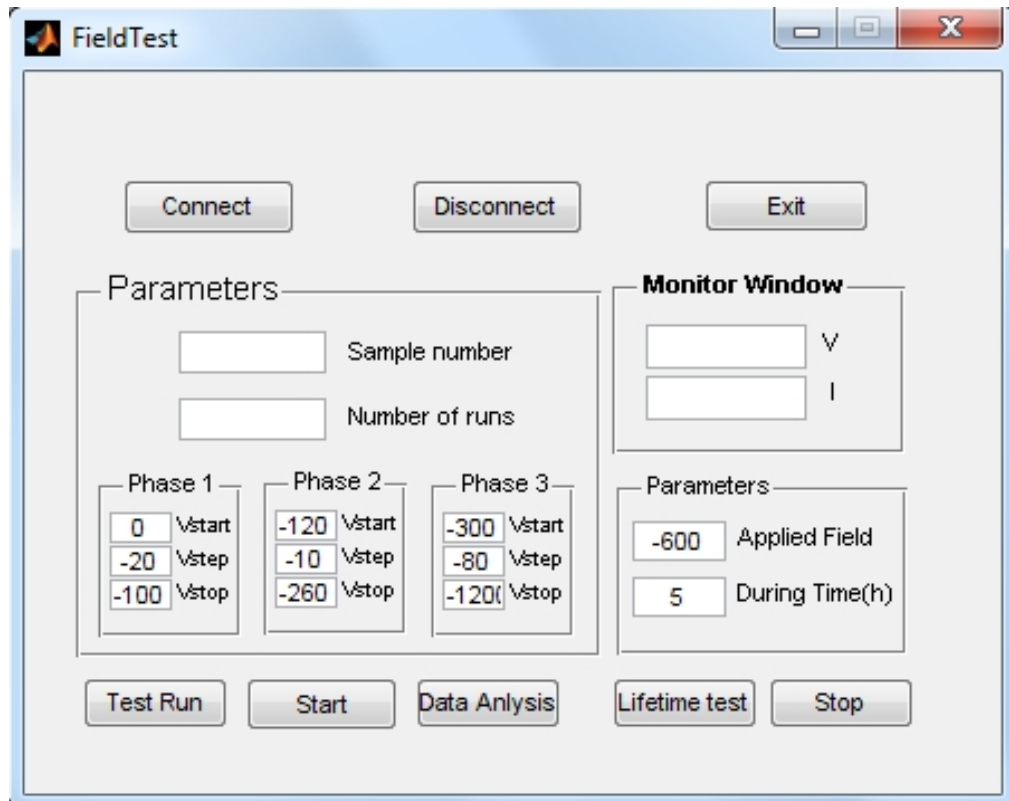 FieldTest
Connect Disconnect Exit
Parameters
Sample number
Number of runs
Phase 1
0 Vstart
-20 Vstep
-100 Vstop
Phase 2
-120 Vstart
-10 Vstep
-260 Vstop
Phase 3
-300 Vstart
-80 Vstep
-120( Vstop
Monitor Window
V
I
Parameters
-600 Applied Field
5 During Time(h)
Test Run Start Data Anlysis Lifetime test Stop